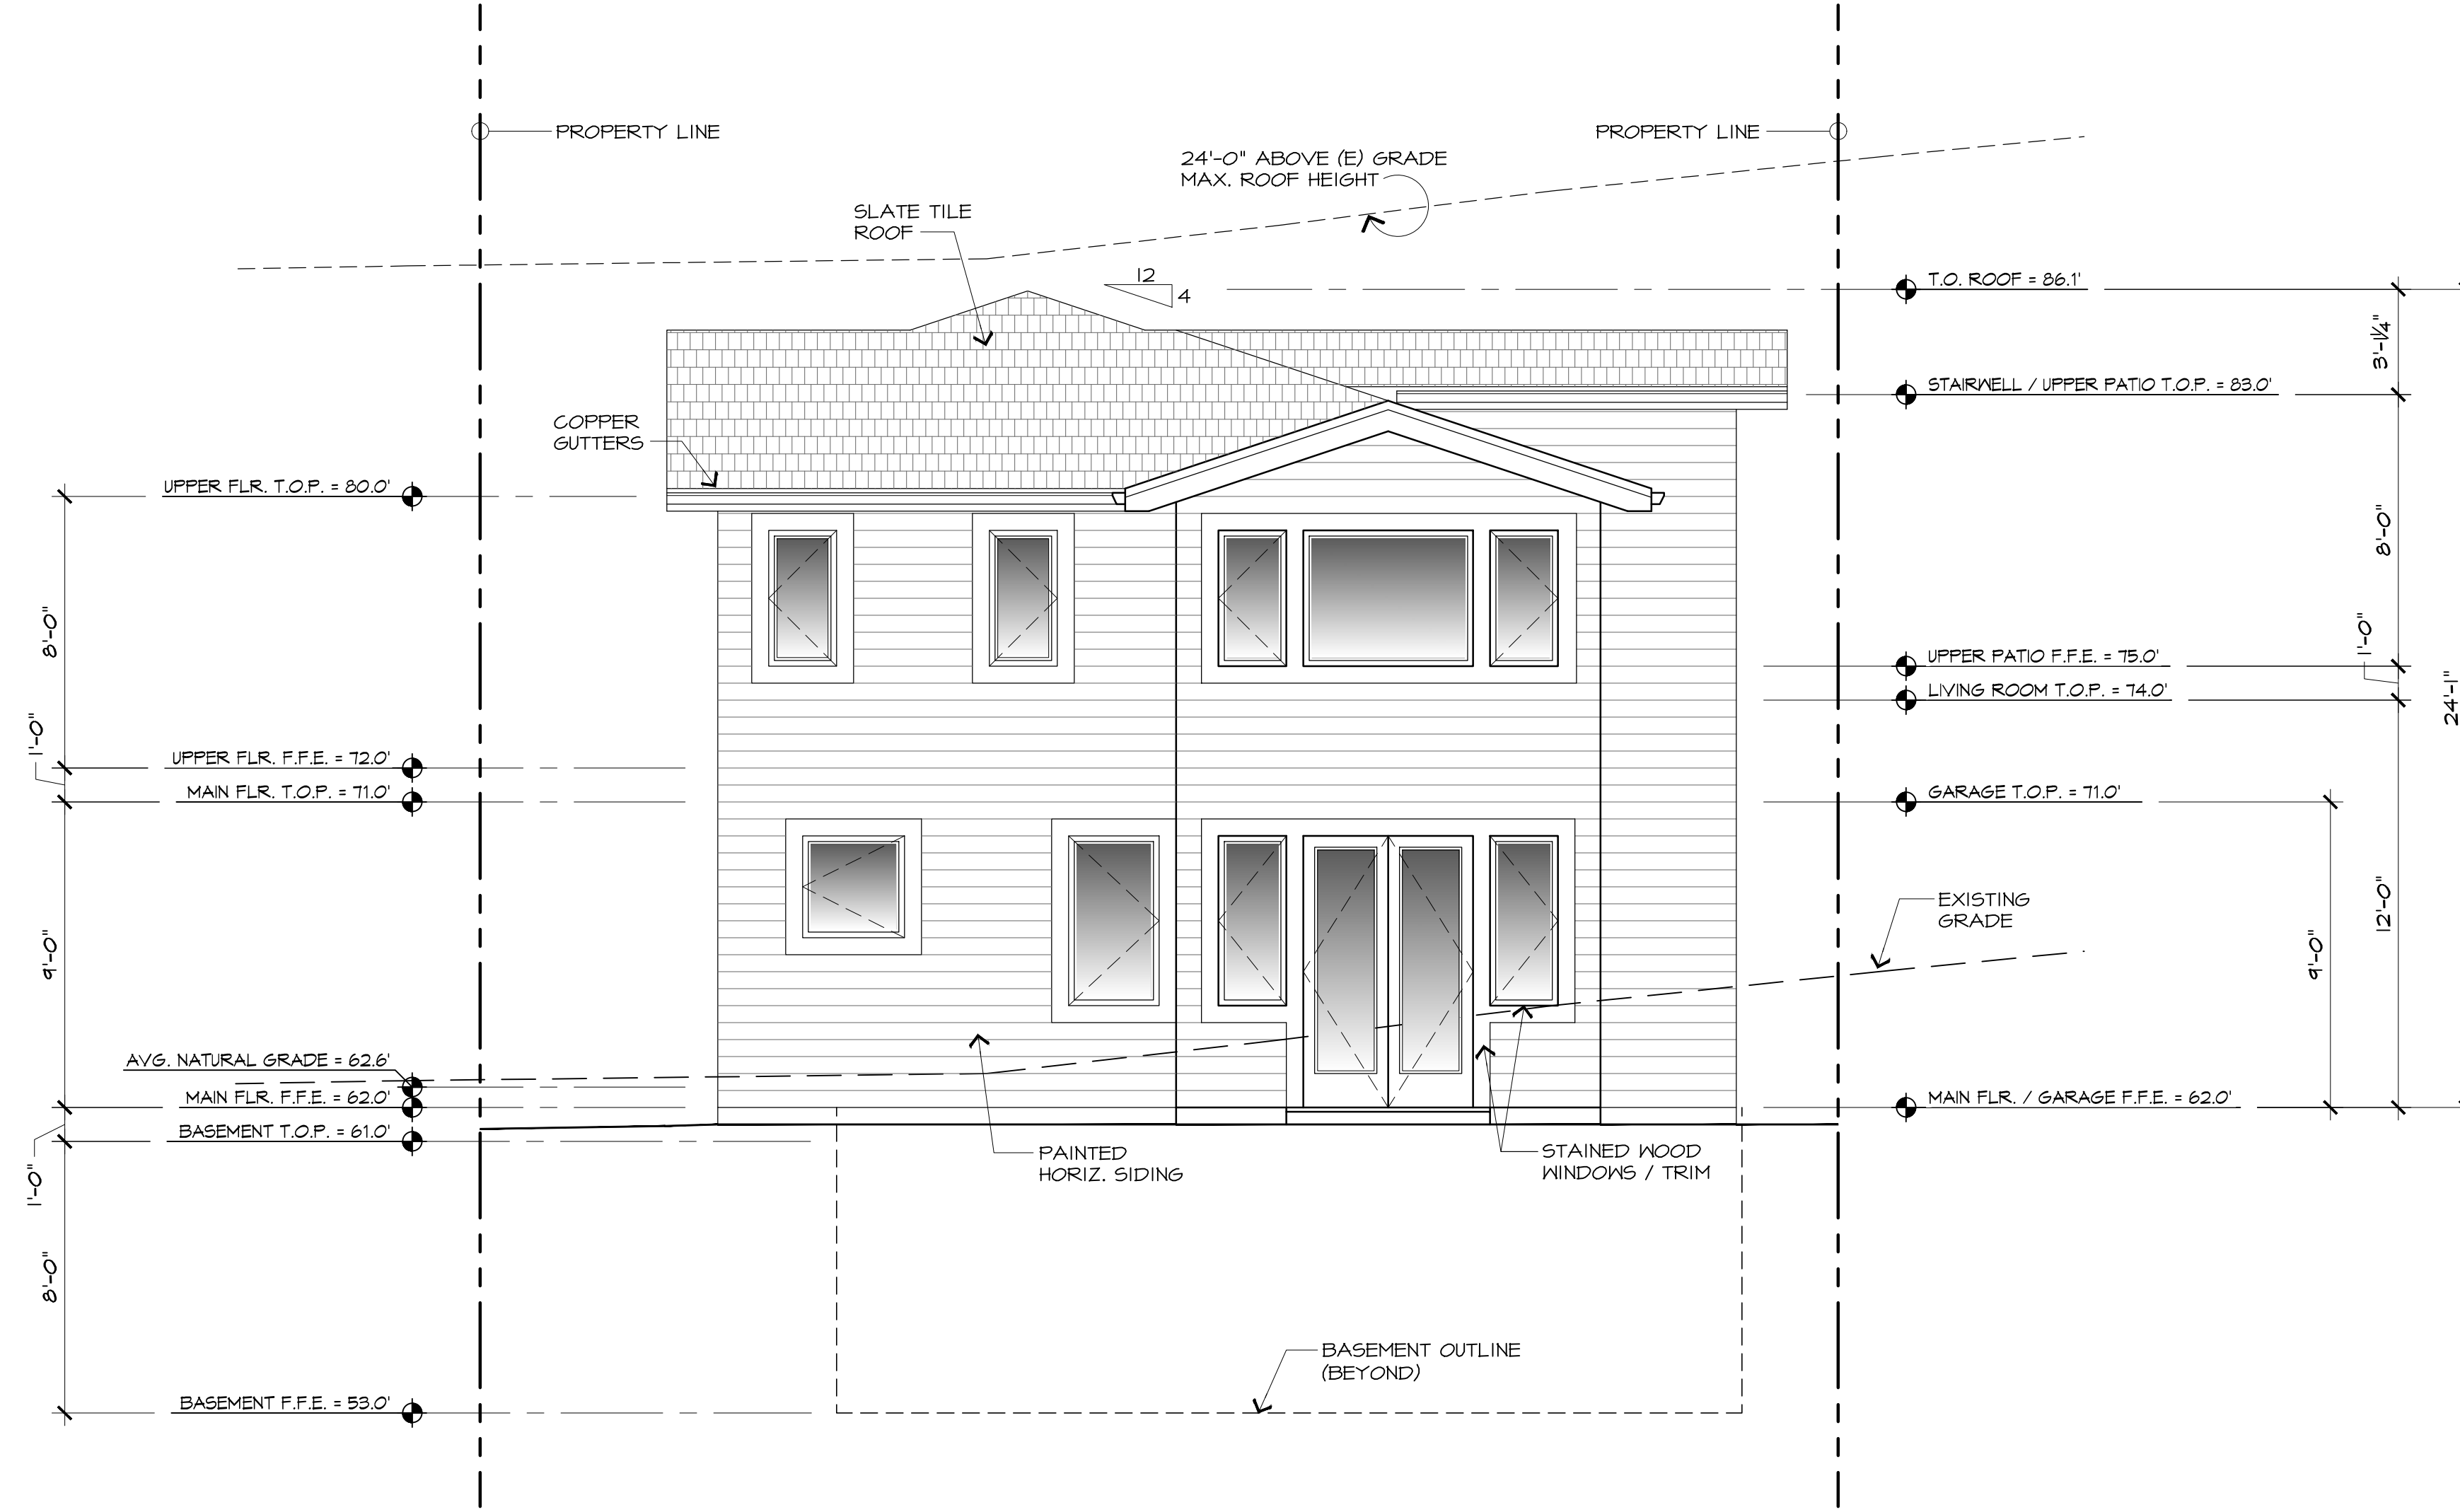 PROPERTY LINE
PROPERTY LINE
24'-0" ABOVE (E) GRADE
MAX. ROOF HEIGHT
SLATE TILE
ROOF
12
4
T.O. ROOF = 86.1'
3'-1¼"
STAIRWELL / UPPER PATIO T.O.P. = 83.0'
COPPER
GUTTERS
UPPER FLR. T.O.P. = 80.0'
8'-0"
8'-0"
1'-0"
UPPER PATIO F.F.E. = 75.0'
LIVING ROOM T.O.P. = 74.0'
24'-1"
1'-0"
UPPER FLR. F.F.E. = 72.0'
MAIN FLR. T.O.P. = 71.0'
GARAGE T.O.P. = 71.0'
EXISTING
GRADE
12'-0"
9'-0"
9'-0"
AVG. NATURAL GRADE = 62.6'
MAIN FLR. F.F.E. = 62.0'
MAIN FLR. / GARAGE F.F.E. = 62.0'
BASEMENT T.O.P. = 61.0'
1'-0"
PAINTED
HORIZ. SIDING
STAINED WOOD
WINDOWS / TRIM
8'-0"
BASEMENT OUTLINE
(BEYOND)
BASEMENT F.F.E. = 53.0'